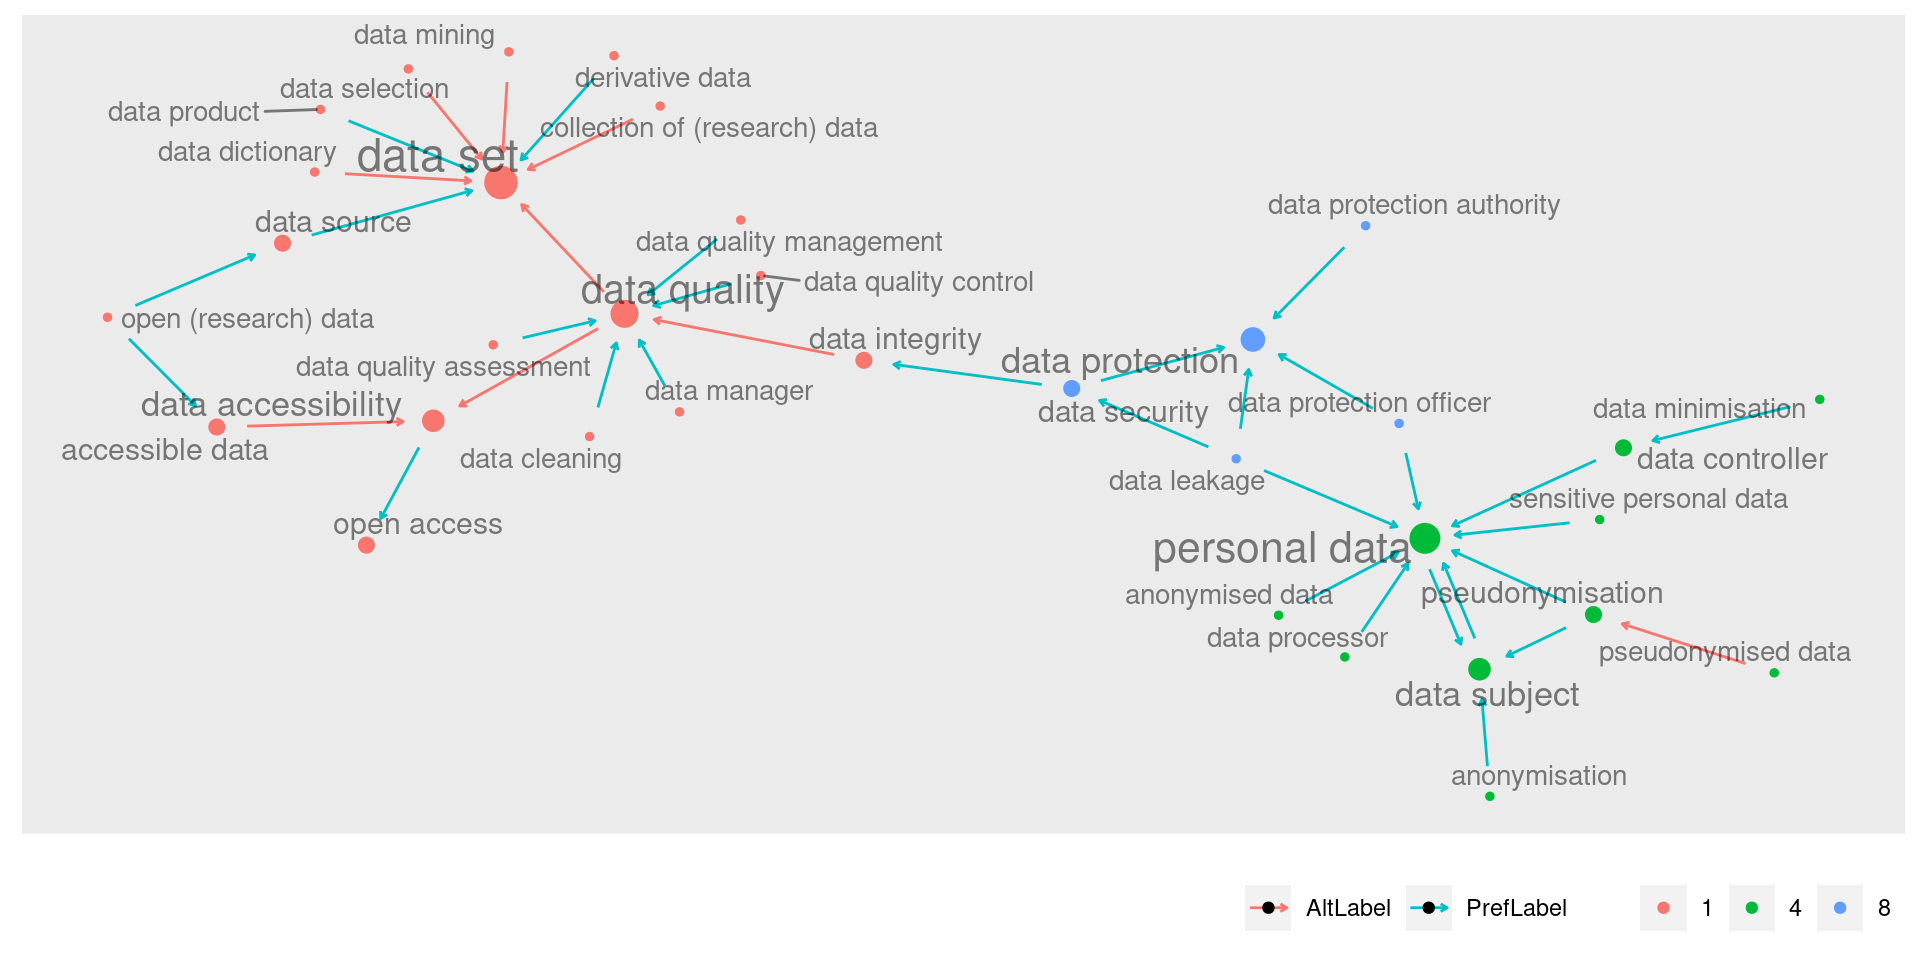 data mining
derivative data
data selection
data product
collection of (research) data
data dictionary
data set
data protection authority
data source
data quality management
data quality control
data quality
open (research) data
data integrity
data protection
data quality assessment
data manager
data accessibility
data security
data protection officer
data minimisation
accessible data
data cleaning
data controller
data leakage
sensitive personal data
open access
personal data
anonymised data
pseudonymisation
data processor
pseudonymised data
data subject
anonymisation
AltLabel PrefLabel 1 4 8